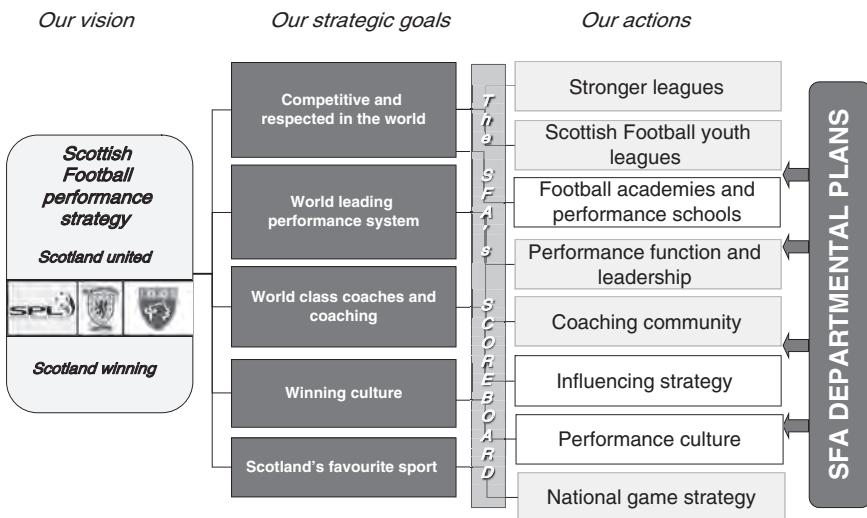 Our vision
Our strategic goals
Our actions
Scottish
Football
performance
strategy
Scotland united
SPL
Scotland winning
Competitive and
respected in the world
World leading
performance system
World class coaches and
coaching
Winning culture
Scotland's favourite sport
The SFA's SCOREBOARD
Stronger leagues
Scottish Football youth
leagues
Football academies and
performance schools
Performance function and
leadership
Coaching community
Influencing strategy
Performance culture
National game strategy
SFA DEPARTMENTAL PLANS